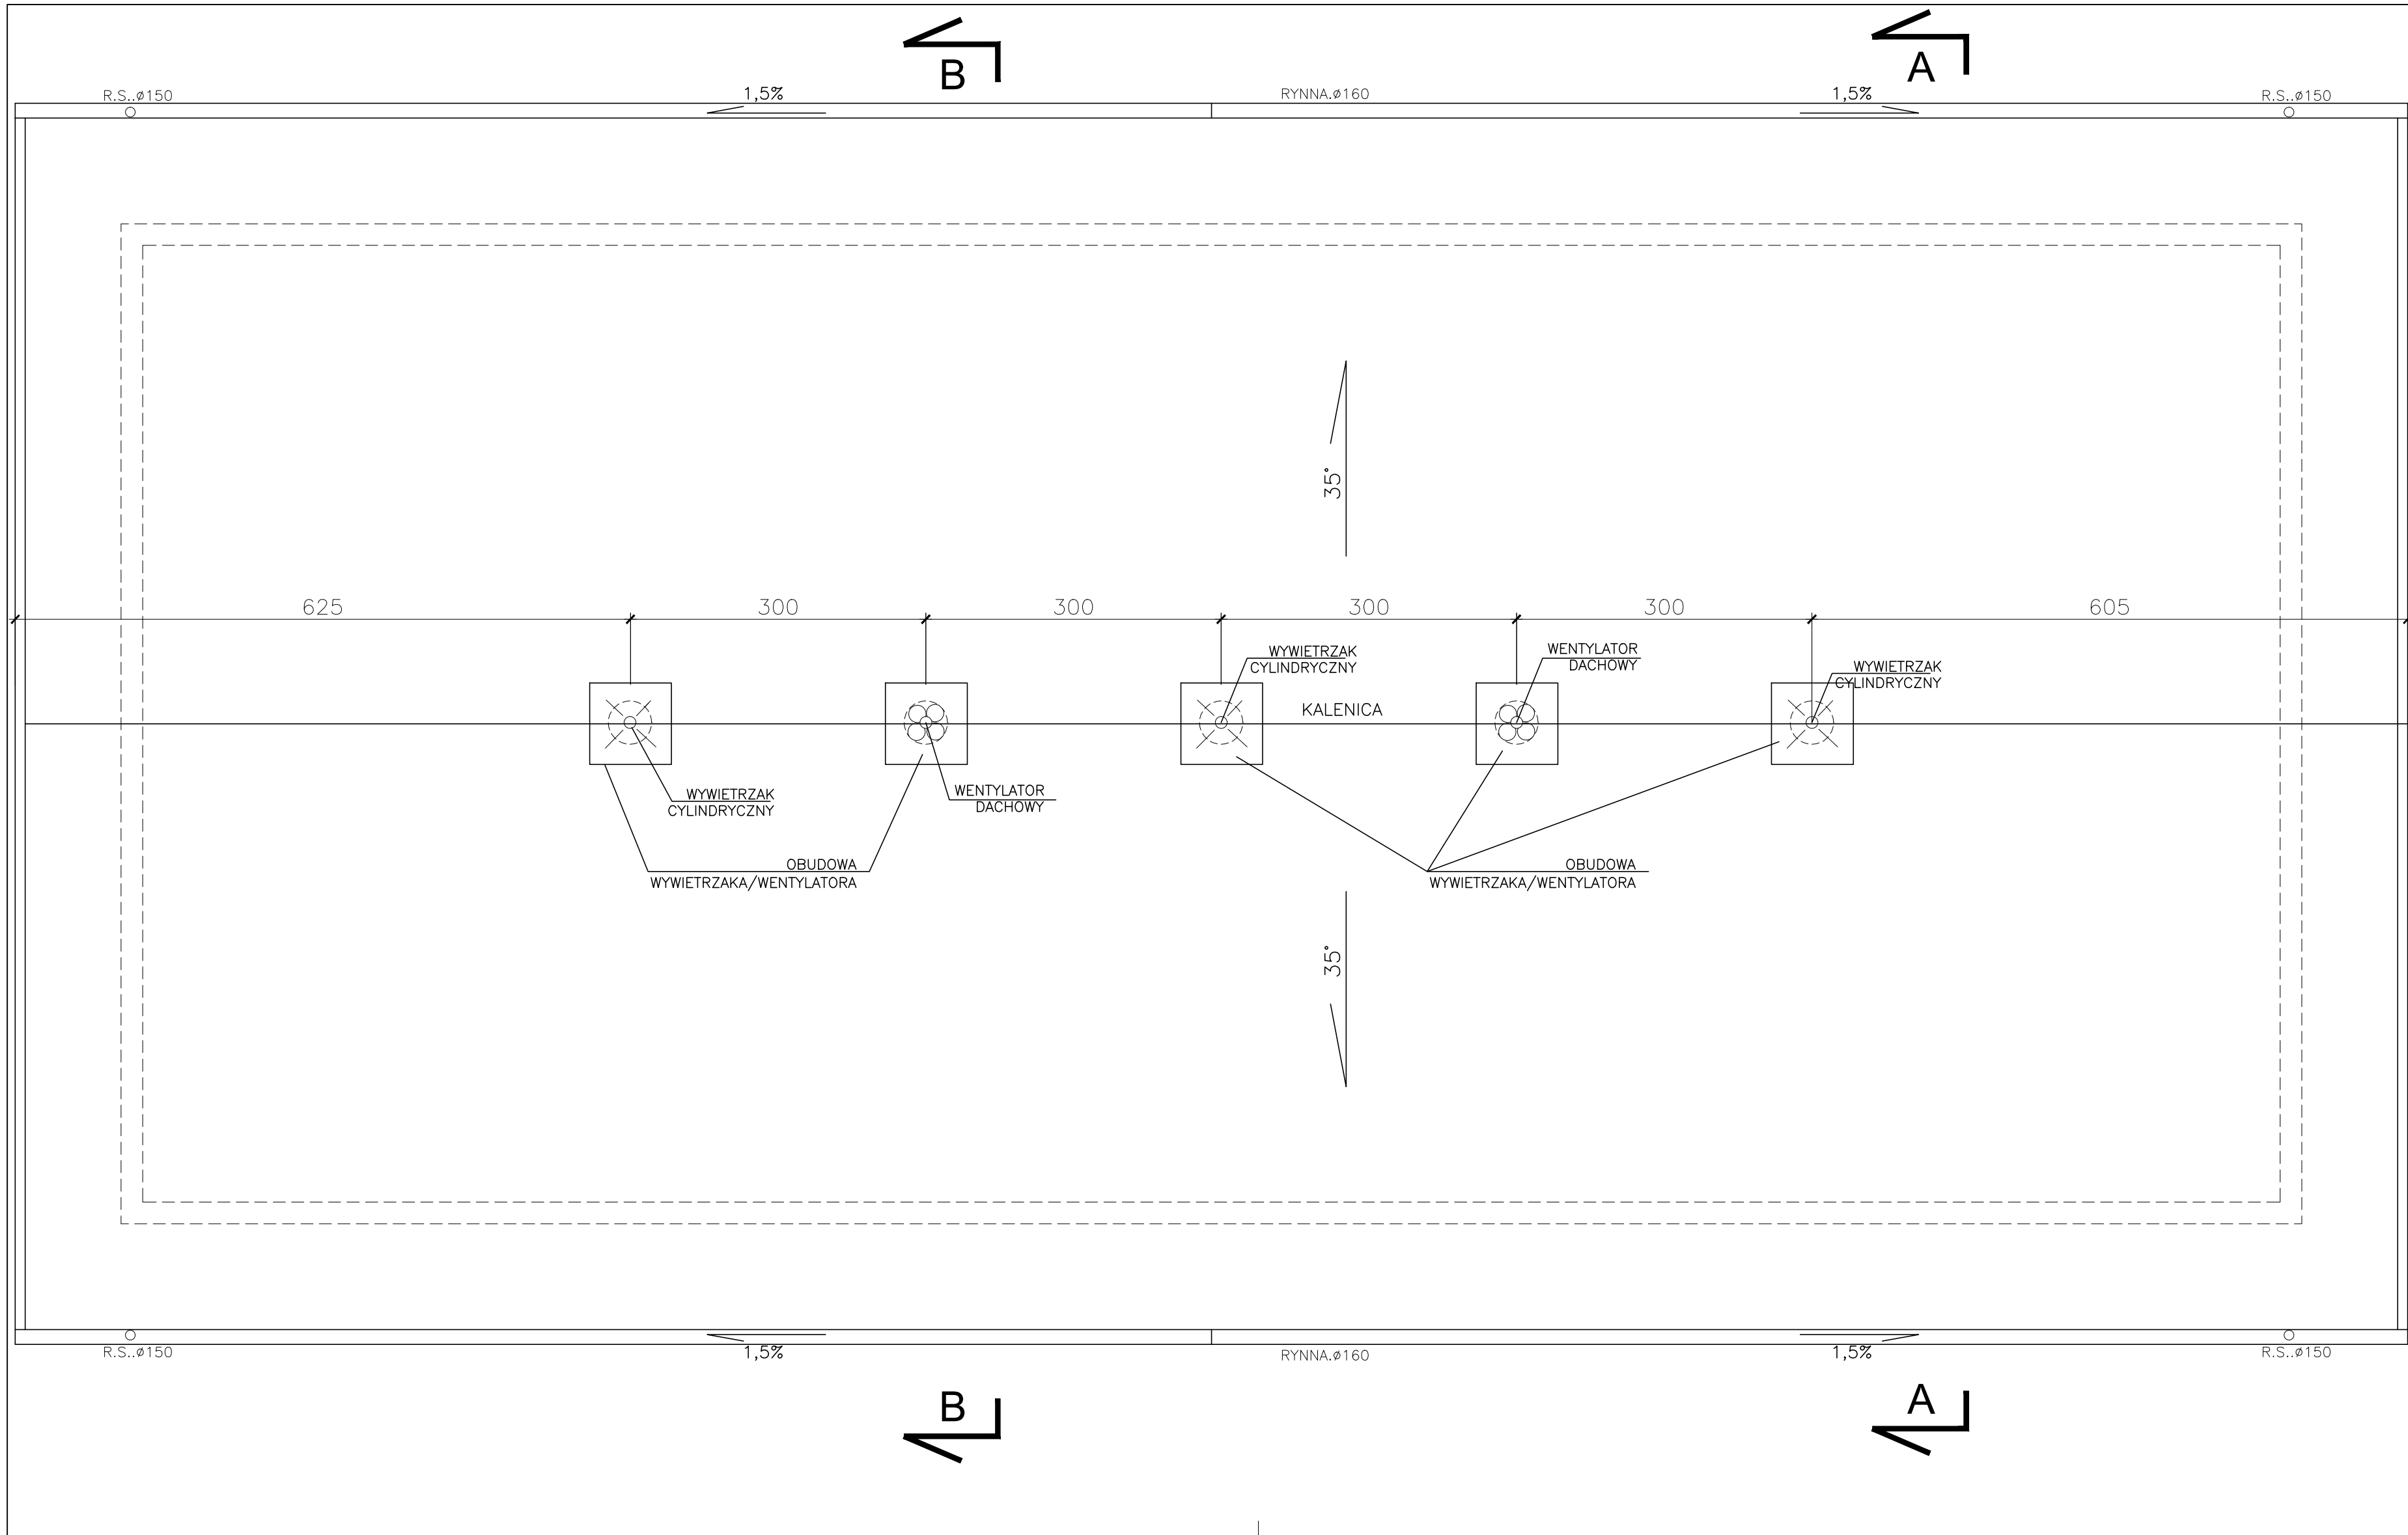 B
A
R.S..ø150
1,5%
RYNNA.ø160
1,5%
R.S..ø150
35°
625
300
300
300
300
605
WYWIETRZAK
CYLINDRYCZNY
WENTYLATOR
DACHOWY
WYWIETRZAK
CYLINDRYCZNY
KALENICA
WYWIETRZAK
CYLINDRYCZNY
WENTYLATOR
DACHOWY
OBUDOWA
WYWIETRZAKA/WENTYLATORA
OBUDOWA
WYWIETRZAKA/WENTYLATORA
35°
R.S..ø150
1,5%
RYNNA.ø160
1,5%
R.S..ø150
B
A